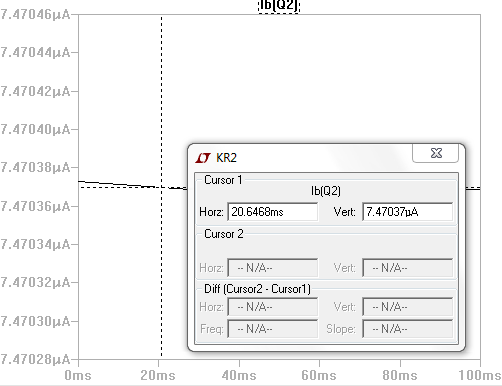 Ib(Q2)
7.47046µA
7.47044µA
7.47042µA
7.47040µA
7.47038µA
7.47036µA
7.47034µA
7.47032µA
7.47030µA
7.47028µA
0ms 20ms 40ms 60ms 80ms 100ms
KR2
Cursor 1
Ib(Q2)
Horz: 20.6468ms Vert: 7.47037µA
Cursor 2
Horz: -- N/A-- Vert: -- N/A--
Diff (Cursor2 - Cursor1)
Horz: -- N/A-- Vert: -- N/A--
Freq: -- N/A-- Slope: -- N/A--